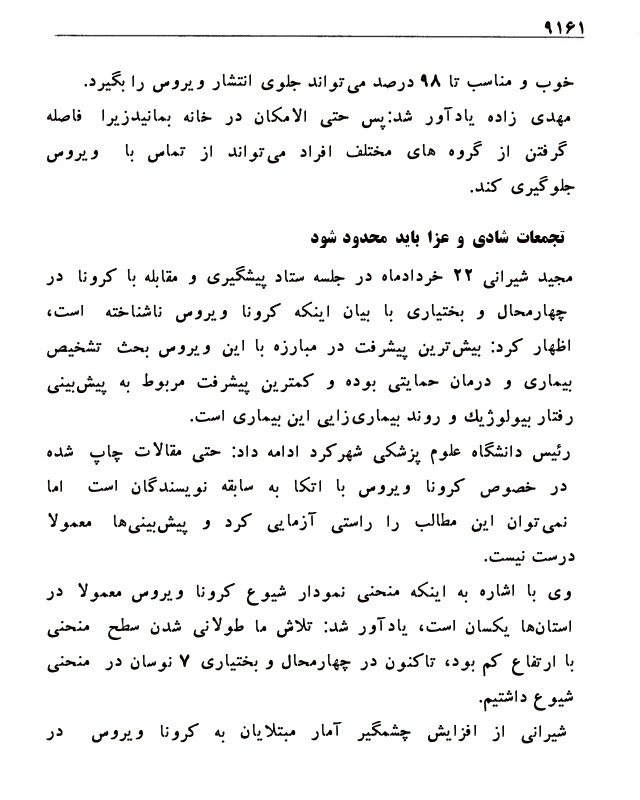 ۹۱۶۱
خوب و مناسب تا ۹۸ درصد می‌تواند جلوی انتشار ویروس را بگیرد.
مهدی زاده یادآور شد:پس حتی الامکان در خانه بمانیدزیرا فاصله
گرفتن از گروه های مختلف افراد می‌تواند از تماس با ویروس
جلوگیری کند.
تجمعات شادی و عزا باید محدود شود
مجید شیرانی ۲۲ خردادماه در جلسه ستاد پیشگیری و مقابله با کرونا در
چهارمحال و بختیاری با بیان اینکه کرونا ویروس ناشناخته است،
اظهار کرد: بیش‌ترین پیشرفت در مبارزه با این ویروس بحث تشخیص
بیماری و درمان حمایتی بوده و کمترین پیشرفت مربوط به پیش‌بینی
رفتار بیولوژیك و روند بیماری‌زایی این بیماری است.
رئیس دانشگاه علوم پزشکی شهرکرد ادامه داد: حتی مقالات چاپ شده
در خصوص کرونا ویروس با اتکا به سابقه نویسندگان است اما
نمی‌توان این مطالب را راستی آزمایی کرد و پیش‌بینی‌ها معمولا
درست نیست.
وی با اشاره به اینکه منحنی نمودار شیوع کرونا ویروس معمولا در
استان‌ها یکسان است، یادآور شد: تلاش ما طولانی شدن سطح منحنی
با ارتفاع کم بود، تاکنون در چهارمحال و بختیاری ۷ نوسان در منحنی
شیوع داشتیم.
شیرانی از افزایش چشمگیر آمار مبتلایان به کرونا ویروس در